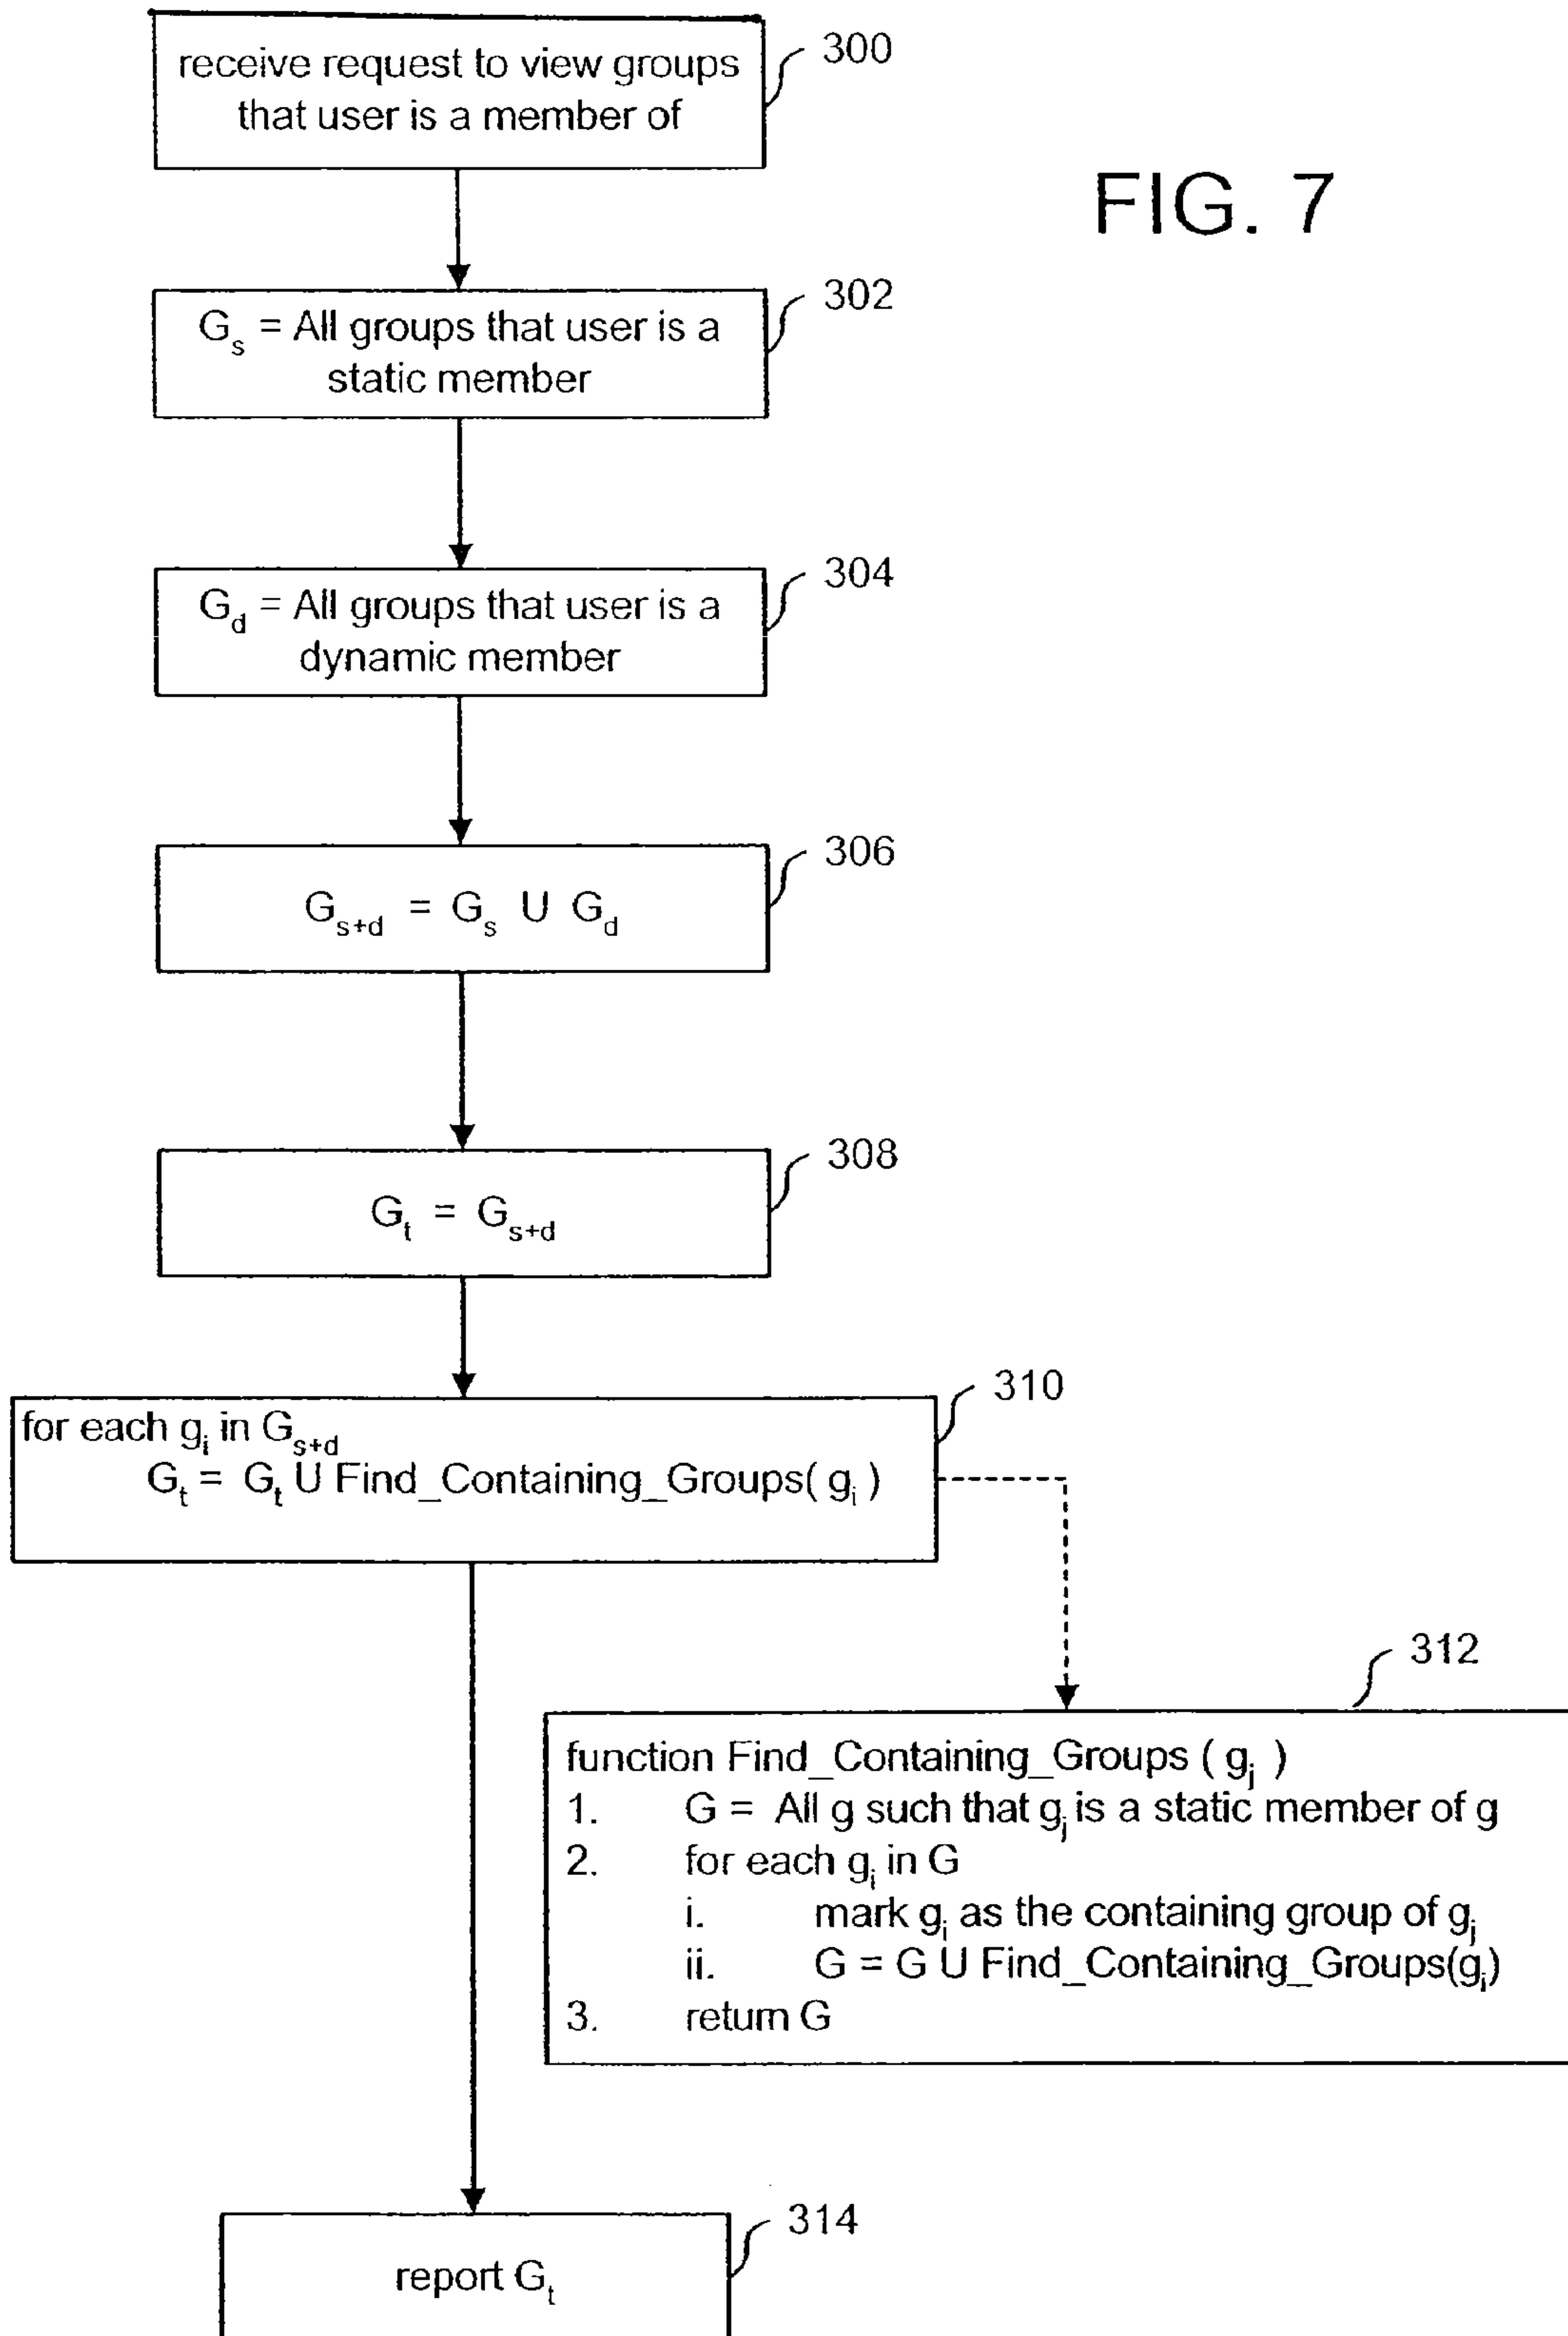 receive request to view groups
that user is a member of
300
FIG. 7
302
G_s = All groups that user is a
static member
304
G_d = All groups that user is a
dynamic member
306
G_s+d = G_s U G_d
308
G_t = G_s+d
310
for each g_i in G_s+d
G_t = G_t U Find_Containing_Groups( g_i )
312
function Find_Containing_Groups ( g_j )
1. G = All g such that g_j is a static member of g
2. for each g_i in G
i. mark g_i as the containing group of g_j
ii. G = G U Find_Containing_Groups(g_i)
3. return G
314
report G_t